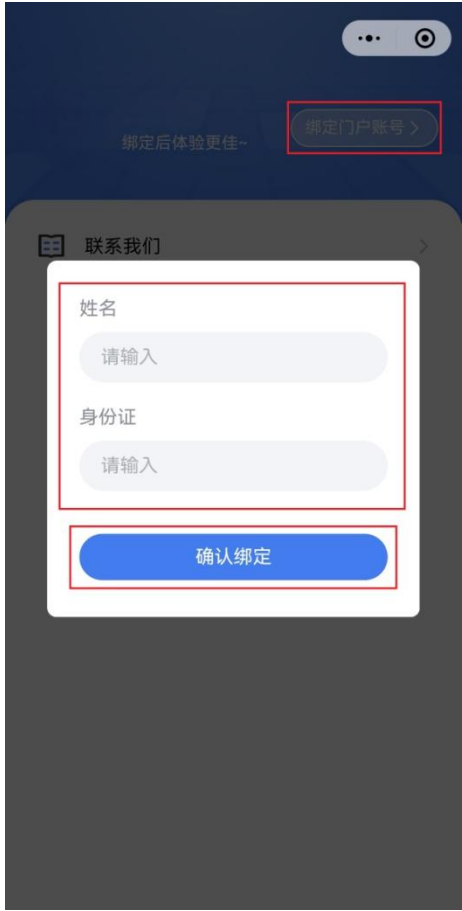 绑定门户账号>
绑定后体验更佳~
联系我们
姓名
请输入
身份证
请输入
确认绑定